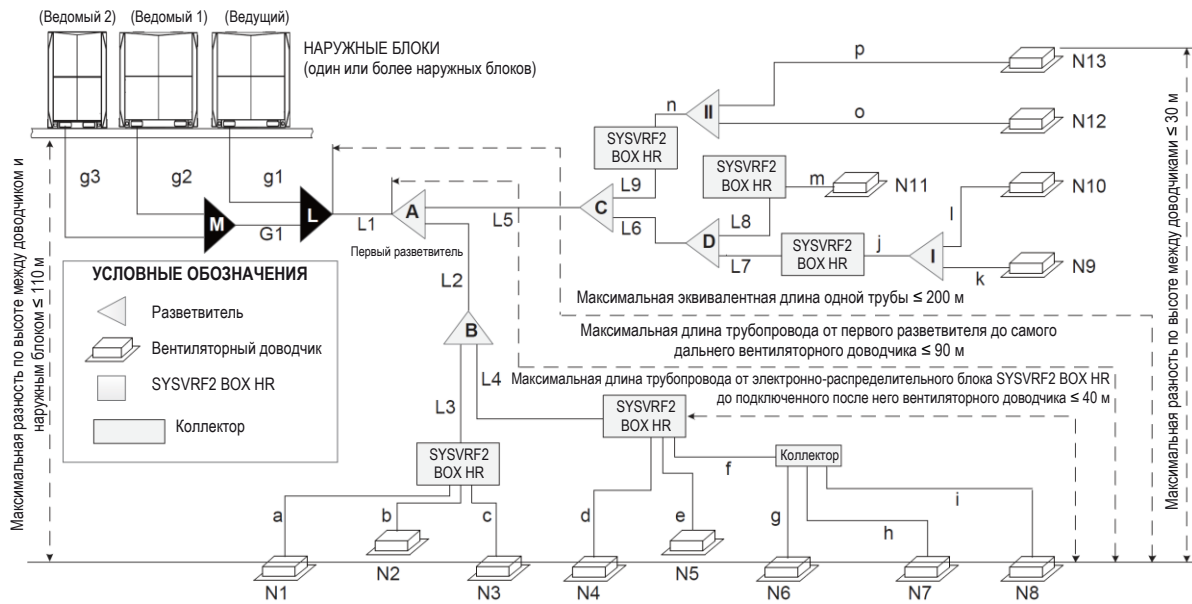 (Ведомый 2) (Ведомый 1) (Ведущий)
НАРУЖНЫЕ БЛОКИ
(один или более наружных блоков)
p
N13
n
II
o
N12
SYSVRF2
BOX HR
SYSVRF2
BOX HR
m
N11
N10
g3
g2
g1
L9
M
L
G1
L1
A
L5
C
L6
L8
D
l
Первый разветвитель
L7
SYSVRF2
BOX HR
j
I
k
N9
L2
УСЛОВНЫЕ ОБОЗНАЧЕНИЯ
Разветвитель
Вентиляторный доводчик
SYSVRF2 BOX HR
Коллектор
Максимальная эквивалентная длина одной трубы ≤ 200 м
B
Максимальная длина трубопровода от первого разветвителя до самого
дальнего вентиляторного доводчика ≤ 90 м
L4
Максимальная длина трубопровода от электронно-распределительного блока SYSVRF2 BOX HR
до подключенного после него вентиляторного доводчика ≤ 40 м
L3
SYSVRF2
BOX HR
SYSVRF2
BOX HR
f
Коллектор
a
b
c
d
e
g
h
i
N1
N2
N3
N4
N5
N6
N7
N8
Максимальная разность по высоте между доводчиком и
наружным блоком ≤ 110 м
Максимальная разность по высоте между доводчиками ≤ 30 м